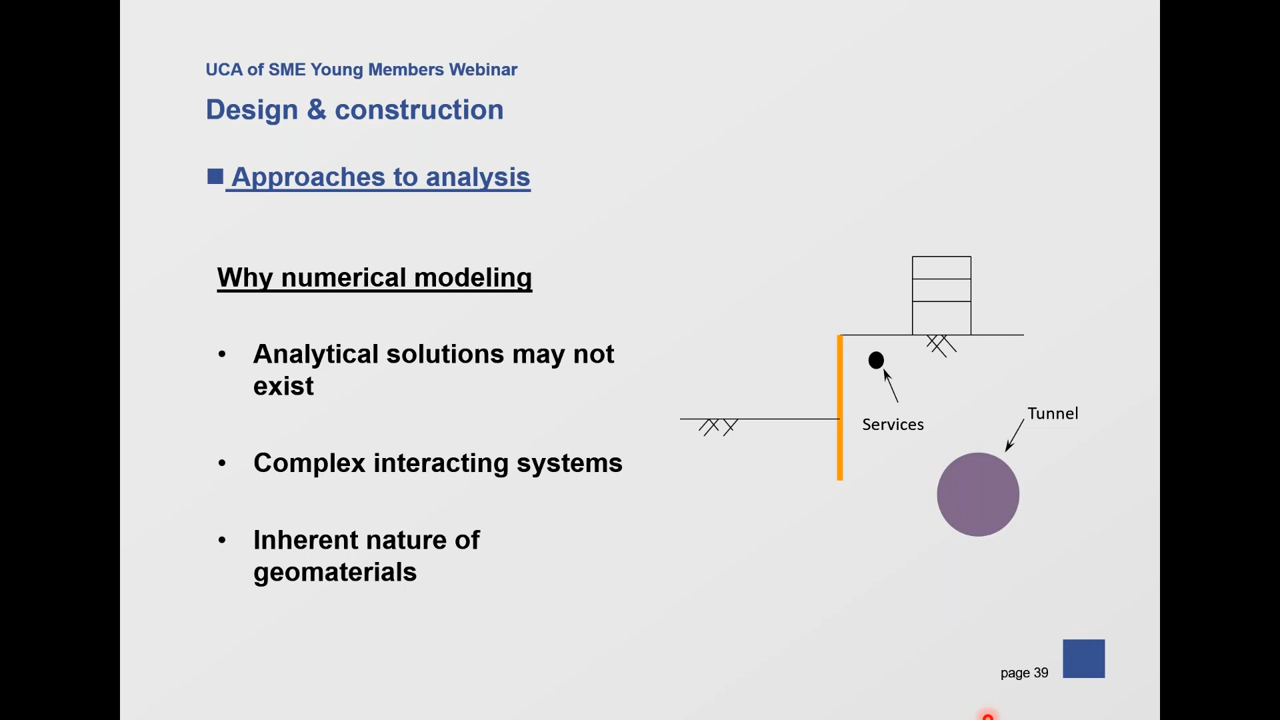 UCA of SME Young Members Webinar
Design & construction
Approaches to analysis
Why numerical modeling
• Analytical solutions may not
exist
• Complex interacting systems
• Inherent nature of
geomaterials
Services
Tunnel
page 39